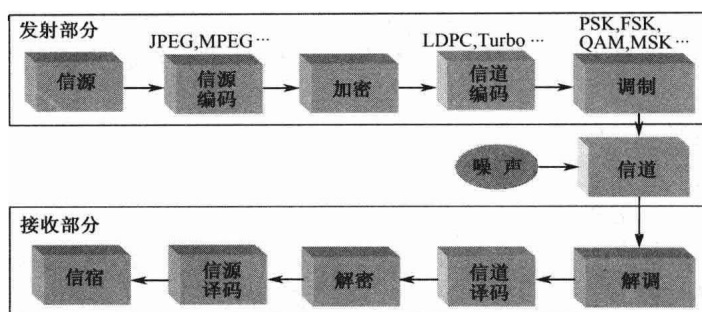 发射部分
JPEG,MPEG…
LDPC,Turbo …
PSK,FSK,
QAM,MSK …
信源
信源
编码
加密
信道
编码
调制
噪 声
信道
接收部分
信宿
信源
译码
解密
信道
译码
解调